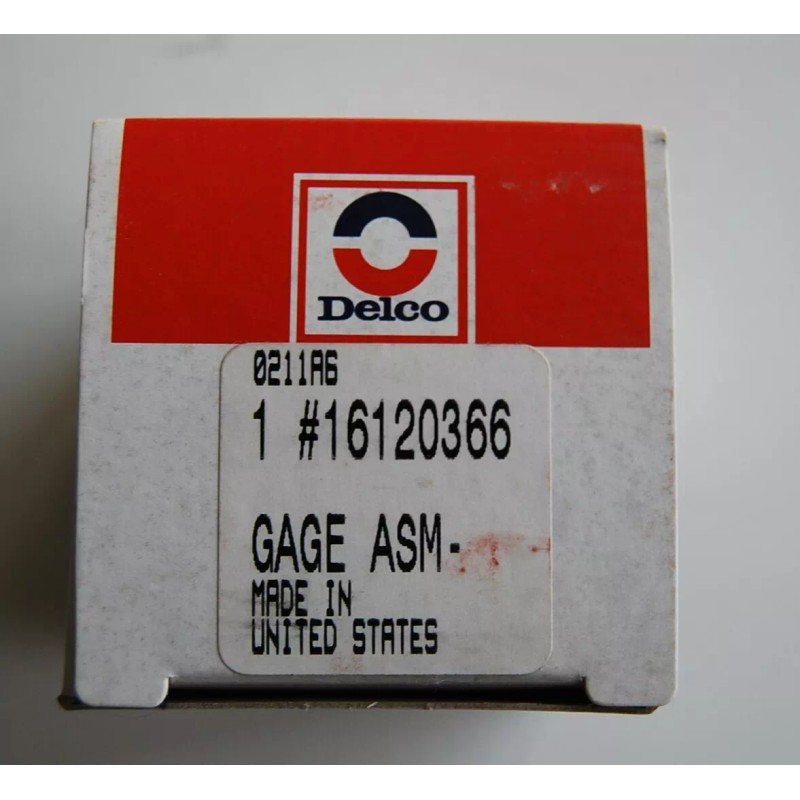 Delco
0211A6
1 #16120366
GAGE ASM-
MADE IN
UNITED STATES